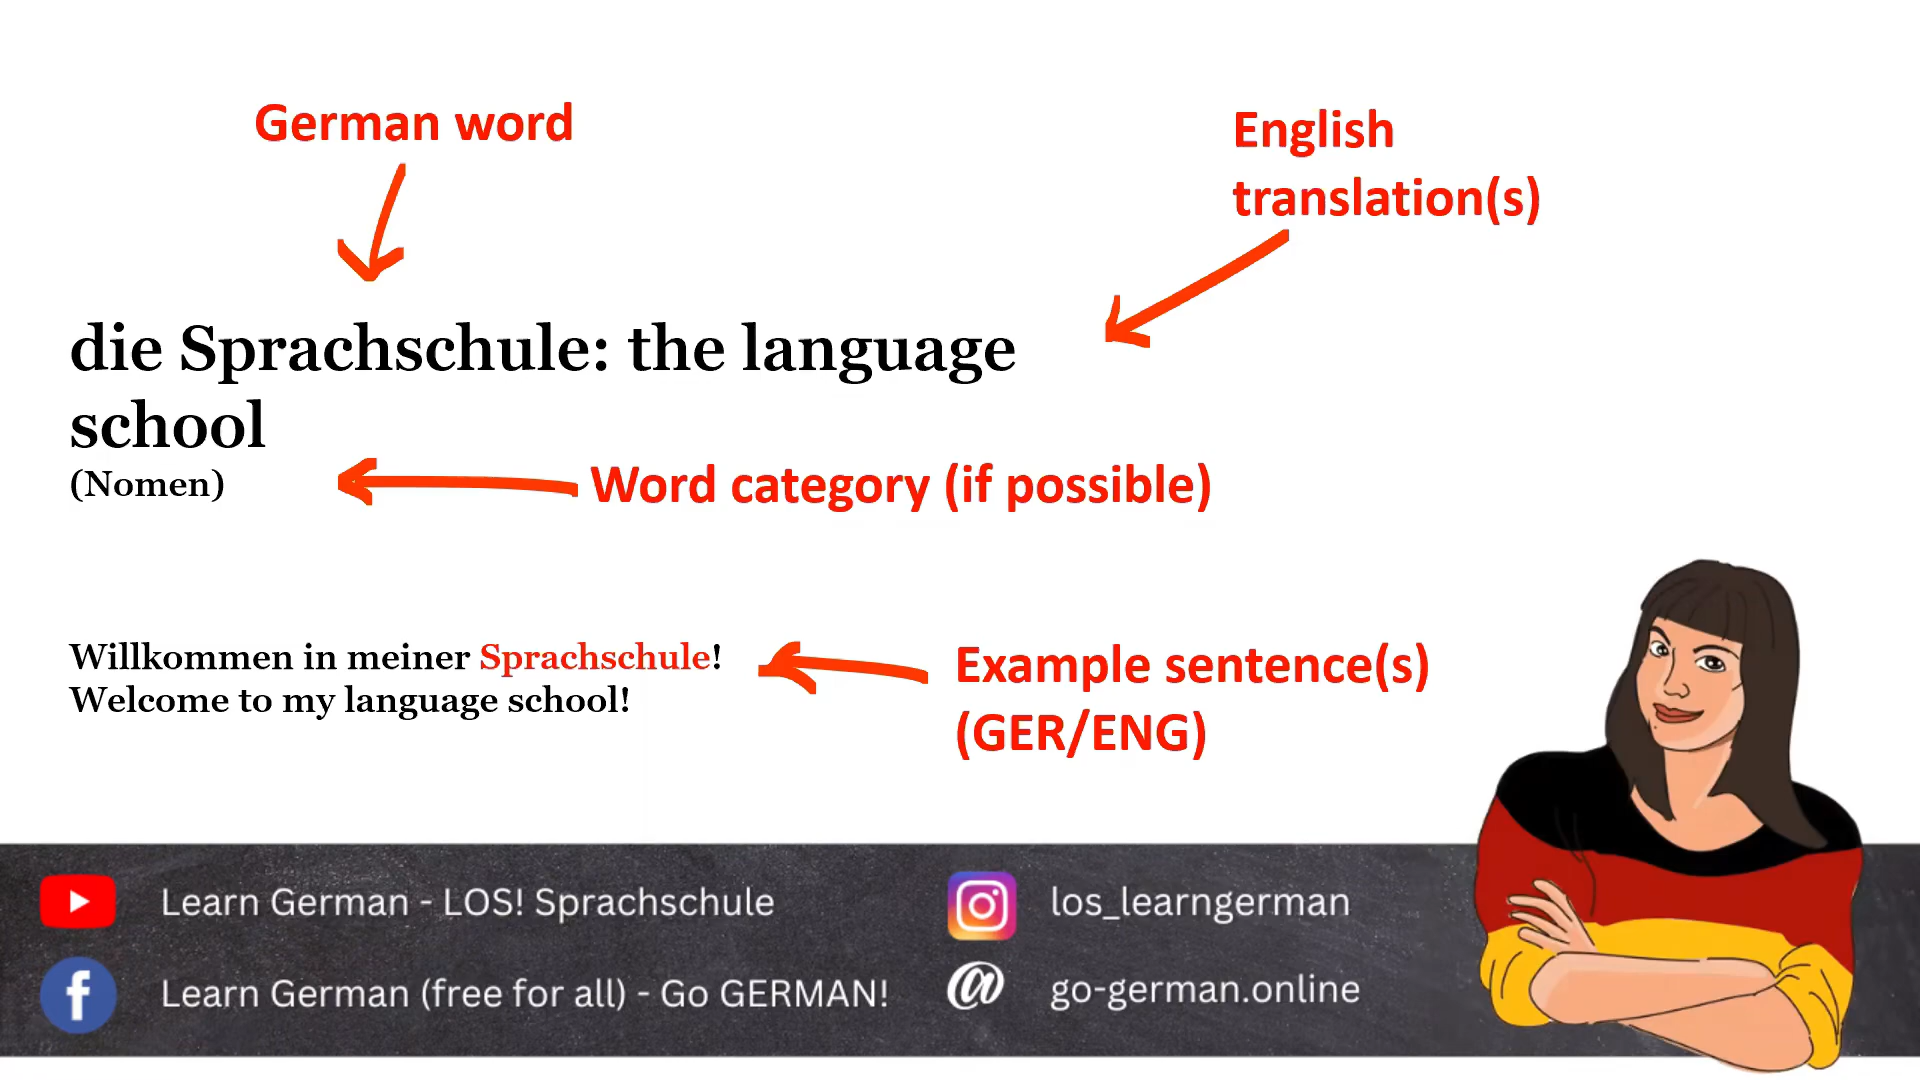 German word
English
translation(s)
die Sprachschule: the language
school
(Nomen)
Word category (if possible)
Willkommen in meiner Sprachschule!
Welcome to my language school!
Example sentence(s)
(GER/ENG)
Learn German - LOS! Sprachschule
los_learngerman
Learn German (free for all) - Go GERMAN!
@ go-german.online